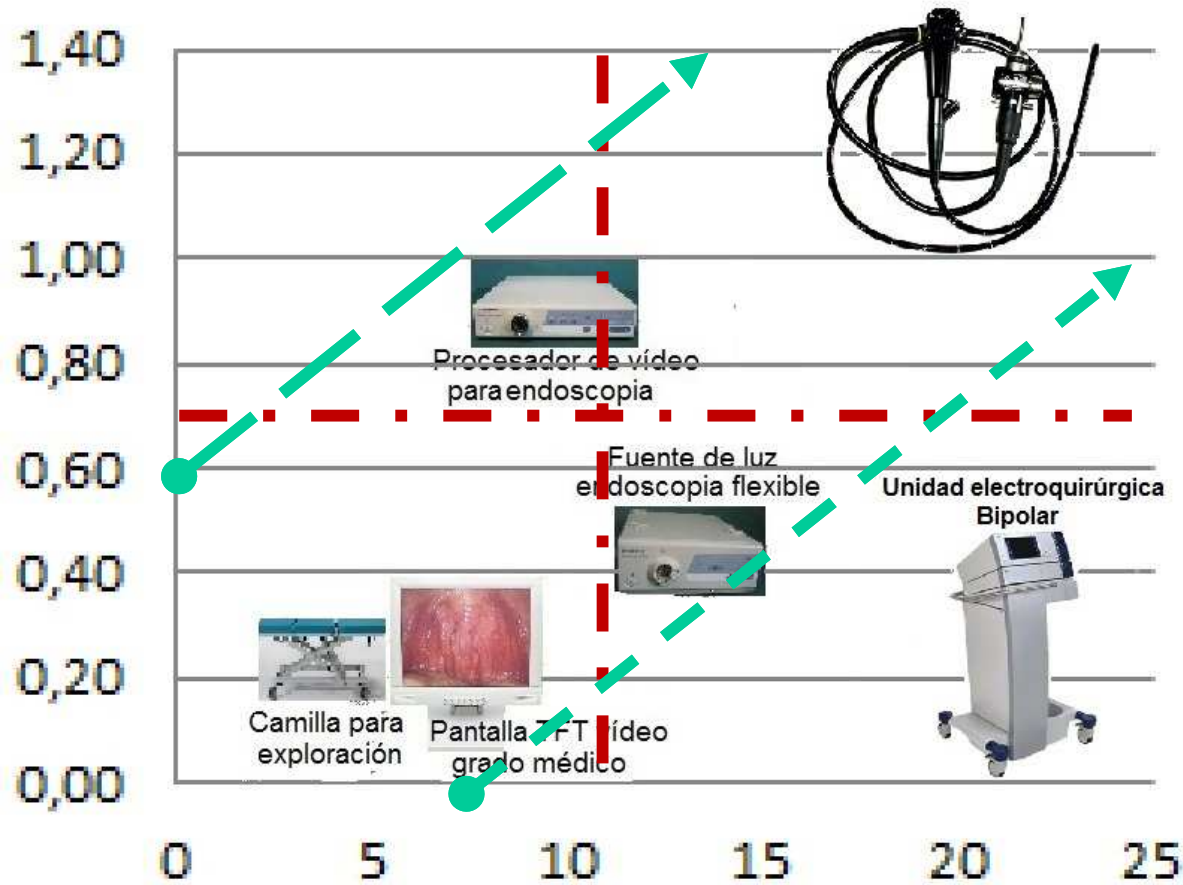 1,40
1,20
1,00
0,80
0,60
0,40
0,20
0,00
Procesador de vídeo
para endoscopia
Fuente de luz
endoscopia flexible
Unidad electroquirúrgica
Bipolar
Camilla para
exploración
Pantalla TFT vídeo
grado médico
0 5 10 15 20 25